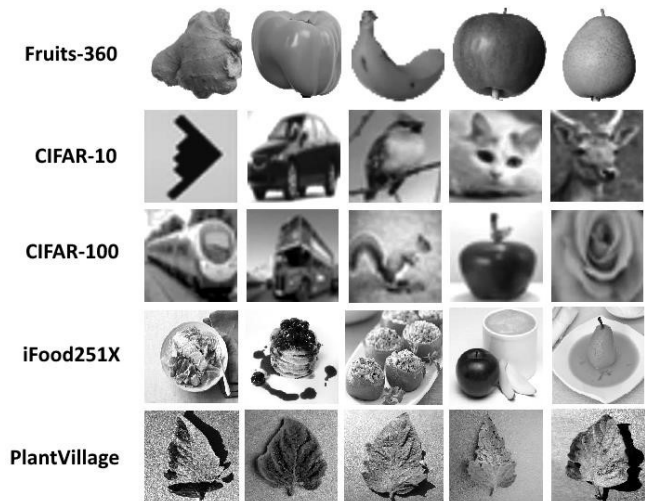 Fruits-360
CIFAR-10
CIFAR-100
iFood251X
PlantVillage